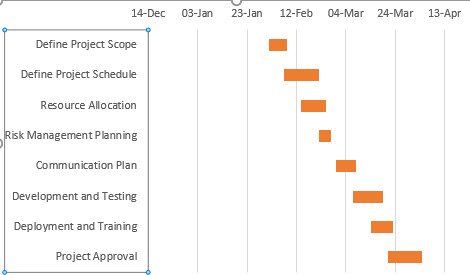 14-Dec 03-Jan 23-Jan 12-Feb 04-Mar 24-Mar 13-Apr
Define Project Scope
Define Project Schedule
Resource Allocation
Risk Management Planning
Communication Plan
Development and Testing
Deployment and Training
Project Approval